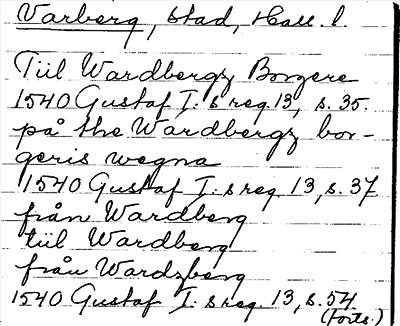 Varberg, stad, Hall. l.
Tiil Wardbergz Borgere
1540 Gustaf I:s reg. 13, s. 35.
på the Wardbergz bor-
geris wegna
1540 Gustaf I:s reg. 13, s. 37
från Wardberg
tiil Wardberg
från Wardzberg
1540 Gustaf I:s reg. 13, s. 54
(Forts.)